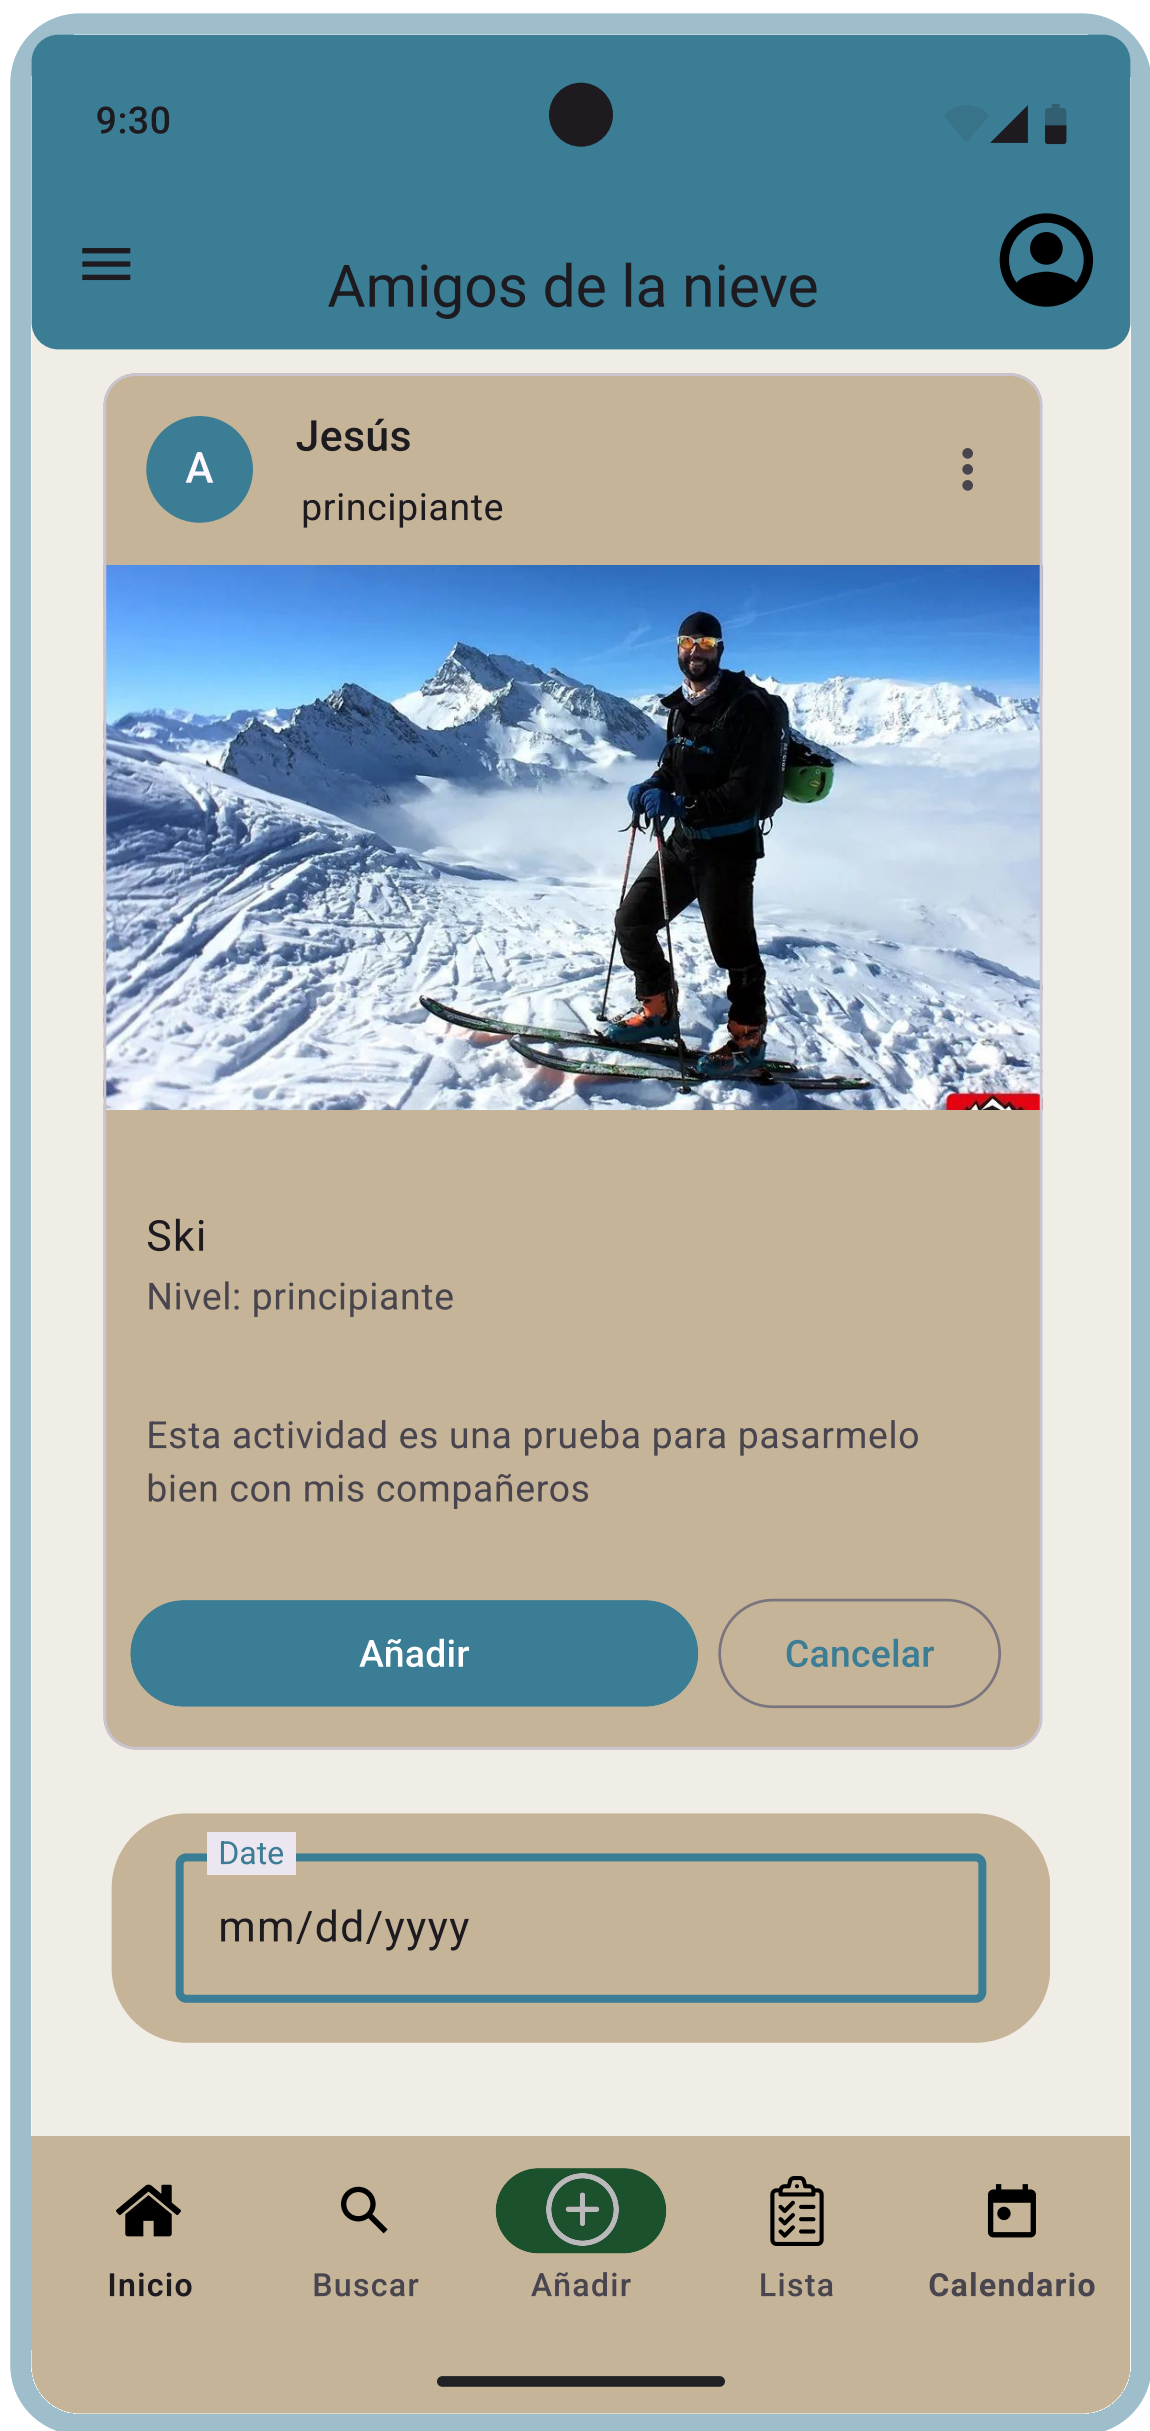 9:30
Amigos de la nieve
A
Jesús
principiante
Ski
Nivel: principiante
Esta actividad es una prueba para pasarmelo
bien con mis compañeros
Añadir
Cancelar
Date
mm/dd/yyyy
Inicio
Buscar
Añadir
Lista
Calendario